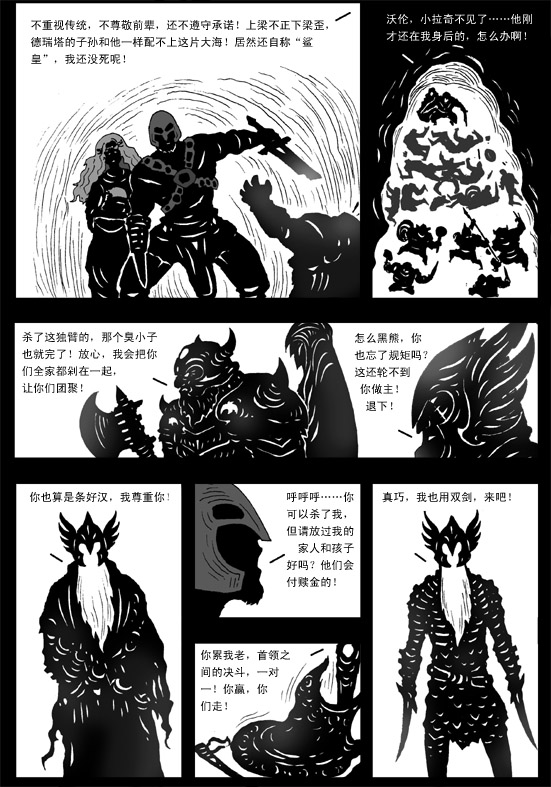 不重视传统，不尊敬前辈，还不遵守承诺！上梁不正下梁歪，
德瑞塔的子孙和他一样配不上这片大海！居然还自称“鲨
皇”，我还没死呢！
沃伦，小拉奇不见了……他刚
才还在我身后的，怎么办啊！
杀了这独臂的，那个臭小子
也就完了！放心，我会把你
们全家都剁在一起，
让你们团聚！
怎么黑熊，你
也忘了规矩吗？
这还轮不到
你做主！
退下！
你也算是条好汉，我尊重你！
呼呼呼……你
可以杀了我，
但请放过我的
家人和孩子
好吗？他们会
付赎金的！
你累我老，首领之
间的决斗，一对
一！你赢，你
们走！
真巧，我也用双剑，来吧！